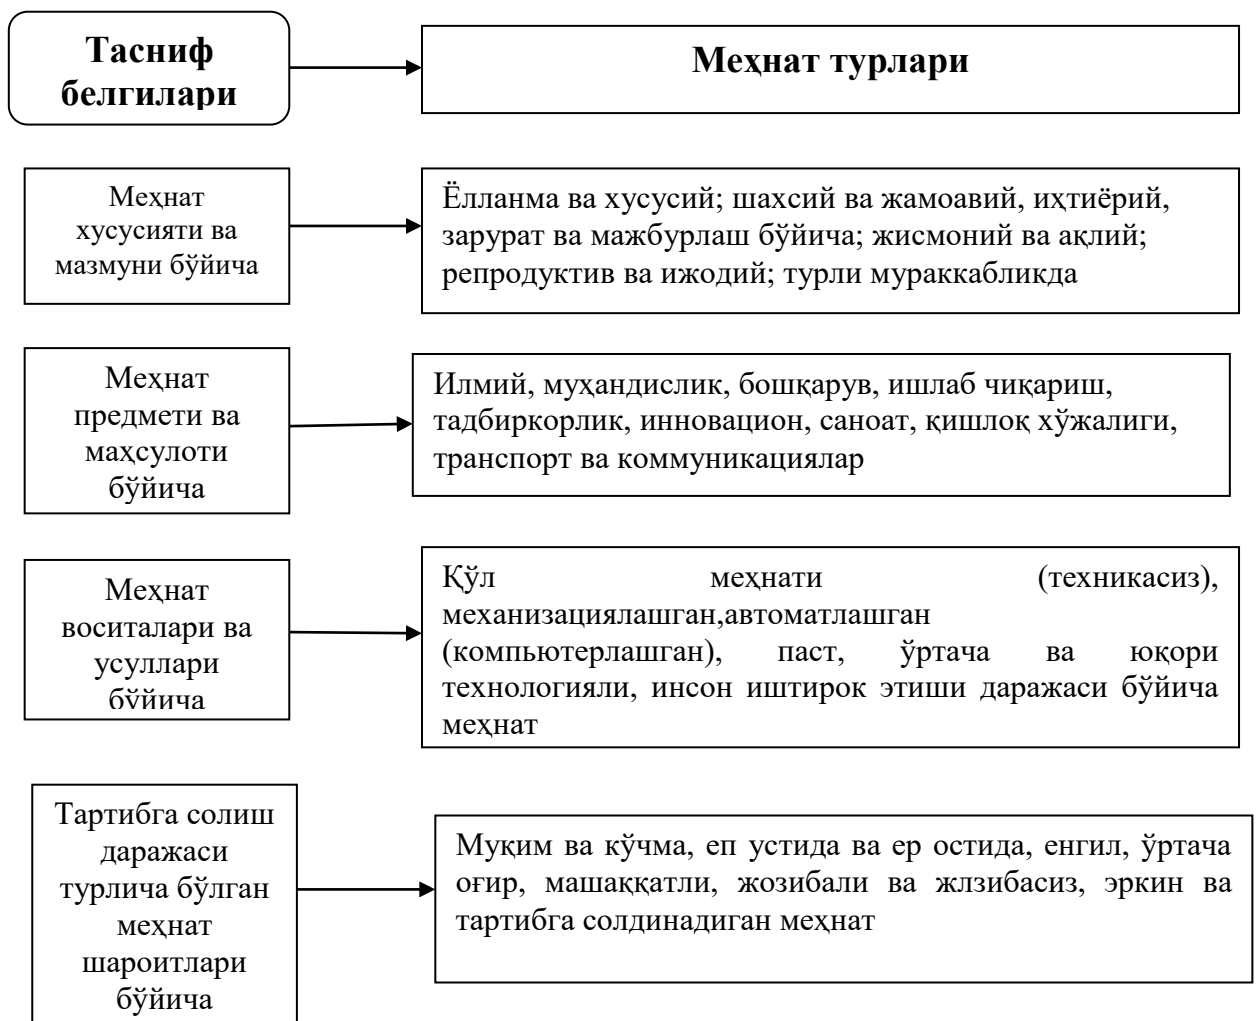 Тасниф
белгилари
Меҳнат турлари
Меҳнат
хусусияти ва
мазмуни бўйича
Ёлланма ва хусусий; шахсий ва жамоавий, иҳтиёрий,
зарурат ва мажбурлаш бўйича; жисмоний ва ақлий;
репродуктив ва ижодий; турли мураккабликда
Меҳнат
предмети ва
маҳсулоти
бўйича
Илмий, муҳандислик, бошқарув, ишлаб чиқариш,
тадбиркорлик, инновацион, саноат, қишлоқ хўжалиги,
транспорт ва коммуникациялар
Меҳнат
воситалари ва
усуллари
бўйича
Қўл меҳнати (техникасиз),
механизациялашган,автоматлашган
(компьютерлашган), паст, ўртача ва юқори
технологияли, инсон иштирок этиши даражаси бўйича
меҳнат
Тартибга солиш
даражаси
турлича бўлган
меҳнат
шароитлари
бўйича
Муқим ва кўчма, еп устида ва ер остида, енгил, ўртача
оғир, машаққатли, жозибали ва жлзибасиз, эркин ва
тартибга солдинадиган меҳнат